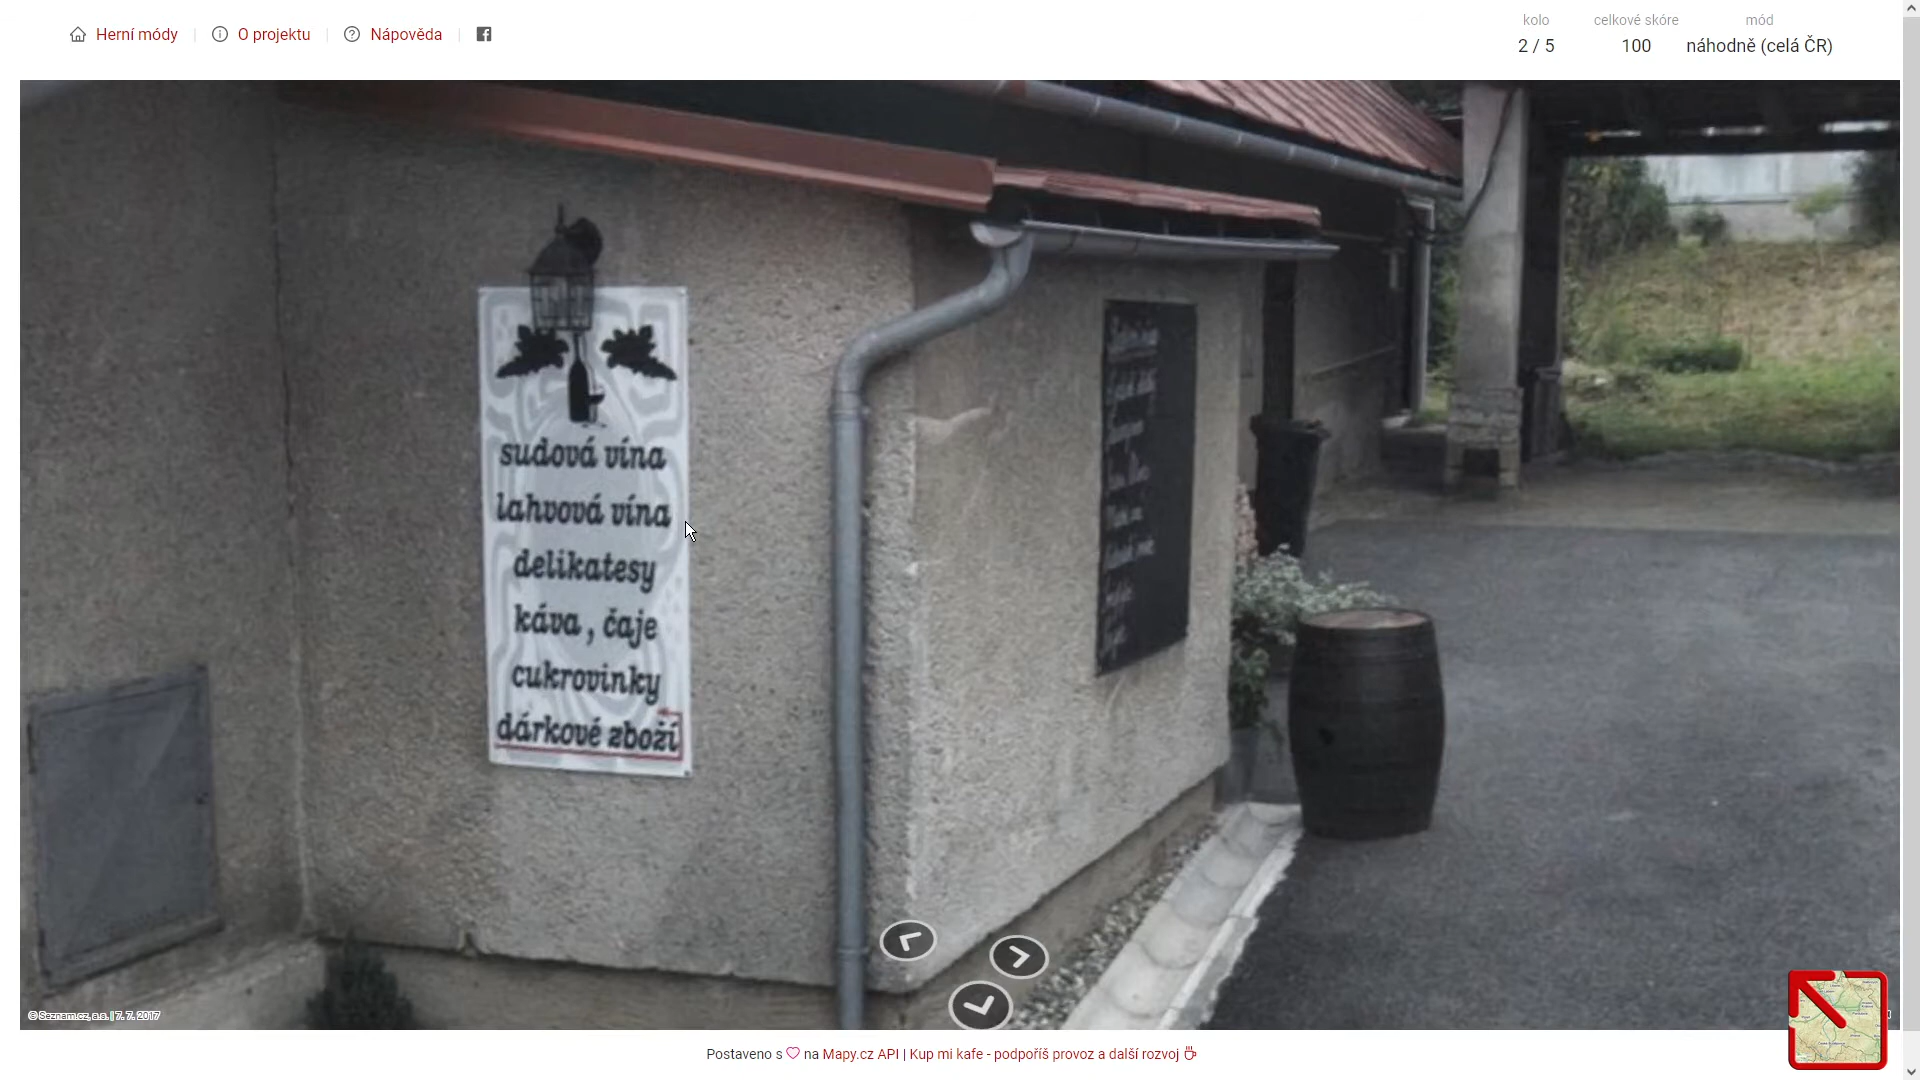 Herní módy
O projektu
Nápověda
kolo
celkové skóre
mód
2 / 5
100
náhodně (celá ČR)
sudová vína
lahvová vína
delikatesy
káva , čaje
cukrovinky
dárkové zboží
© Seznam.cz, a.s. | 7. 7. 2017
Postaveno s na Mapy.cz API | Kup mi kafe - podpoříš provoz a další rozvoj